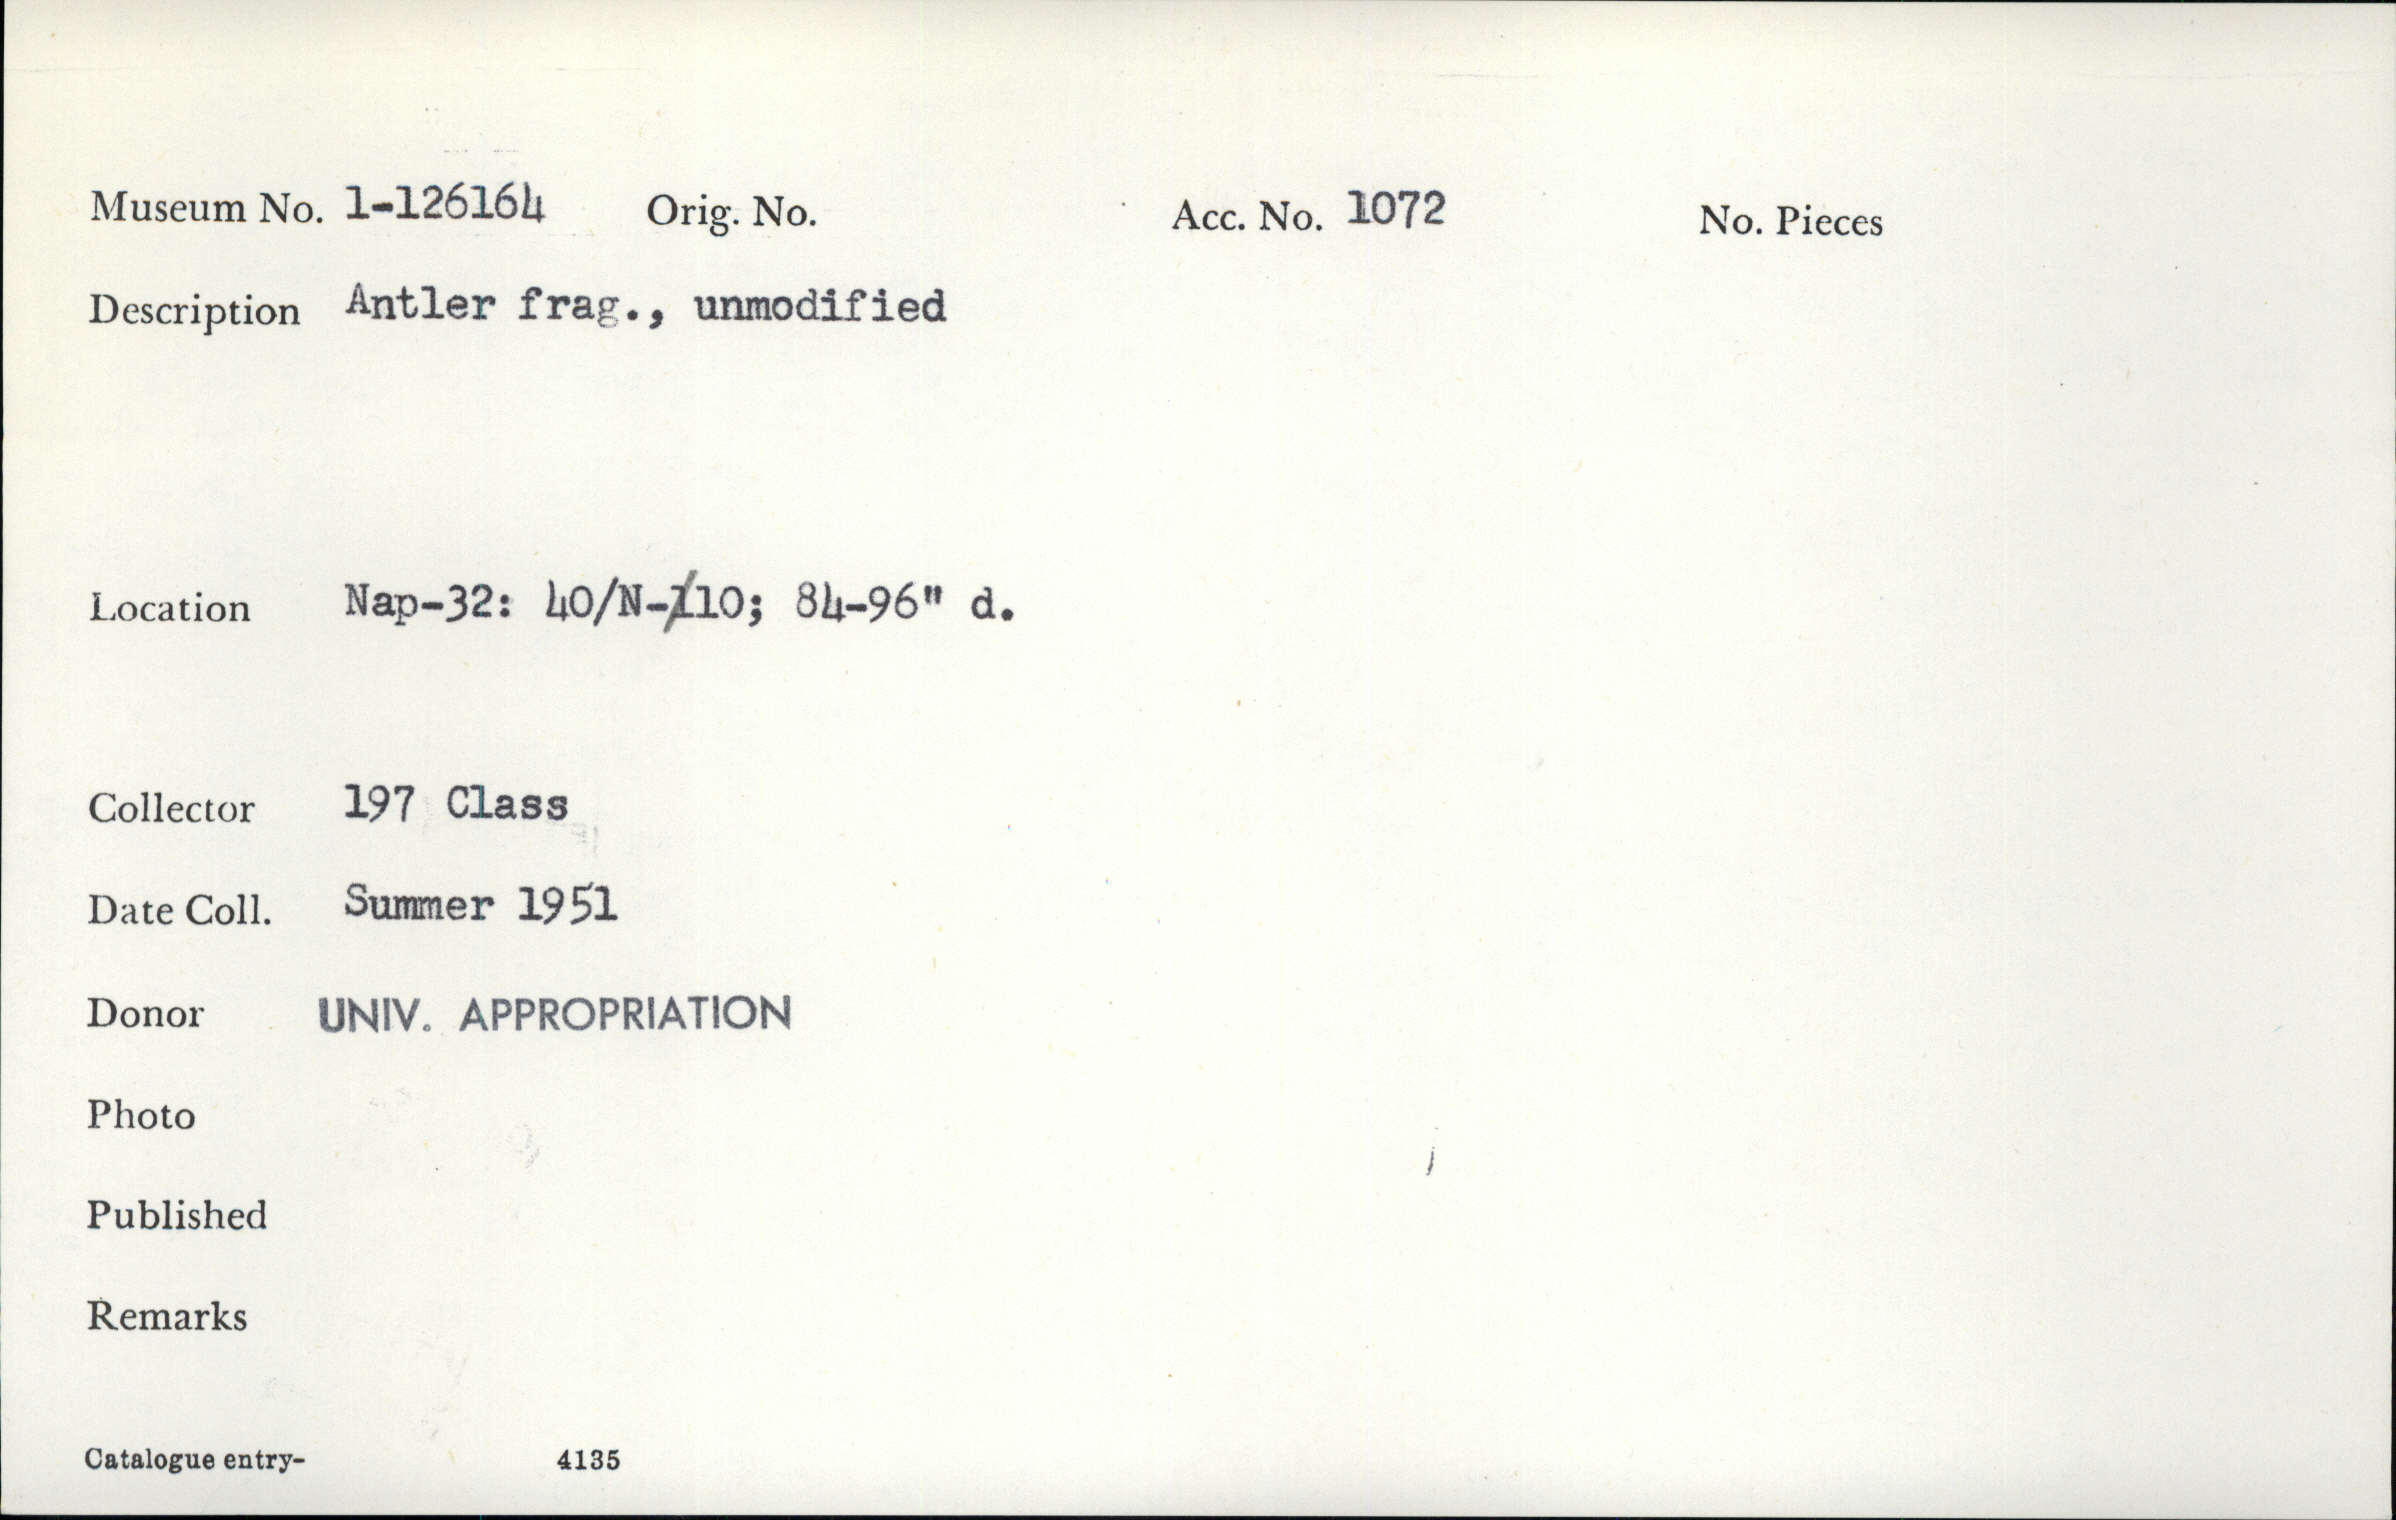 Museum No. 1-126164 Orig. No. Acc. No. 1072 No. Pieces
Description Antler frag., unmodified
Location Nap-32: 40/N-110; 84-96" d.
Collector 197 Class
Date Coll. Summer 1951
Donor UNIV. APPROPRIATION
Photo
Published
Remarks
Catalogue entry- 4135